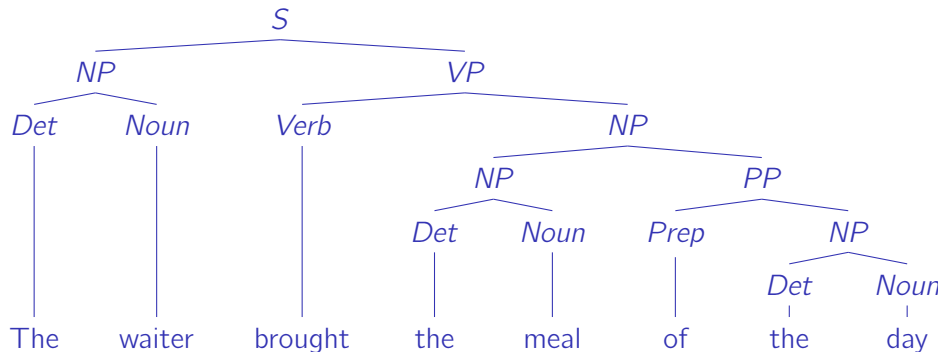 S
NP VP
Det Noun Verb NP
NP PP
Det Noun Prep NP
Det Noun
The waiter brought the meal of the day